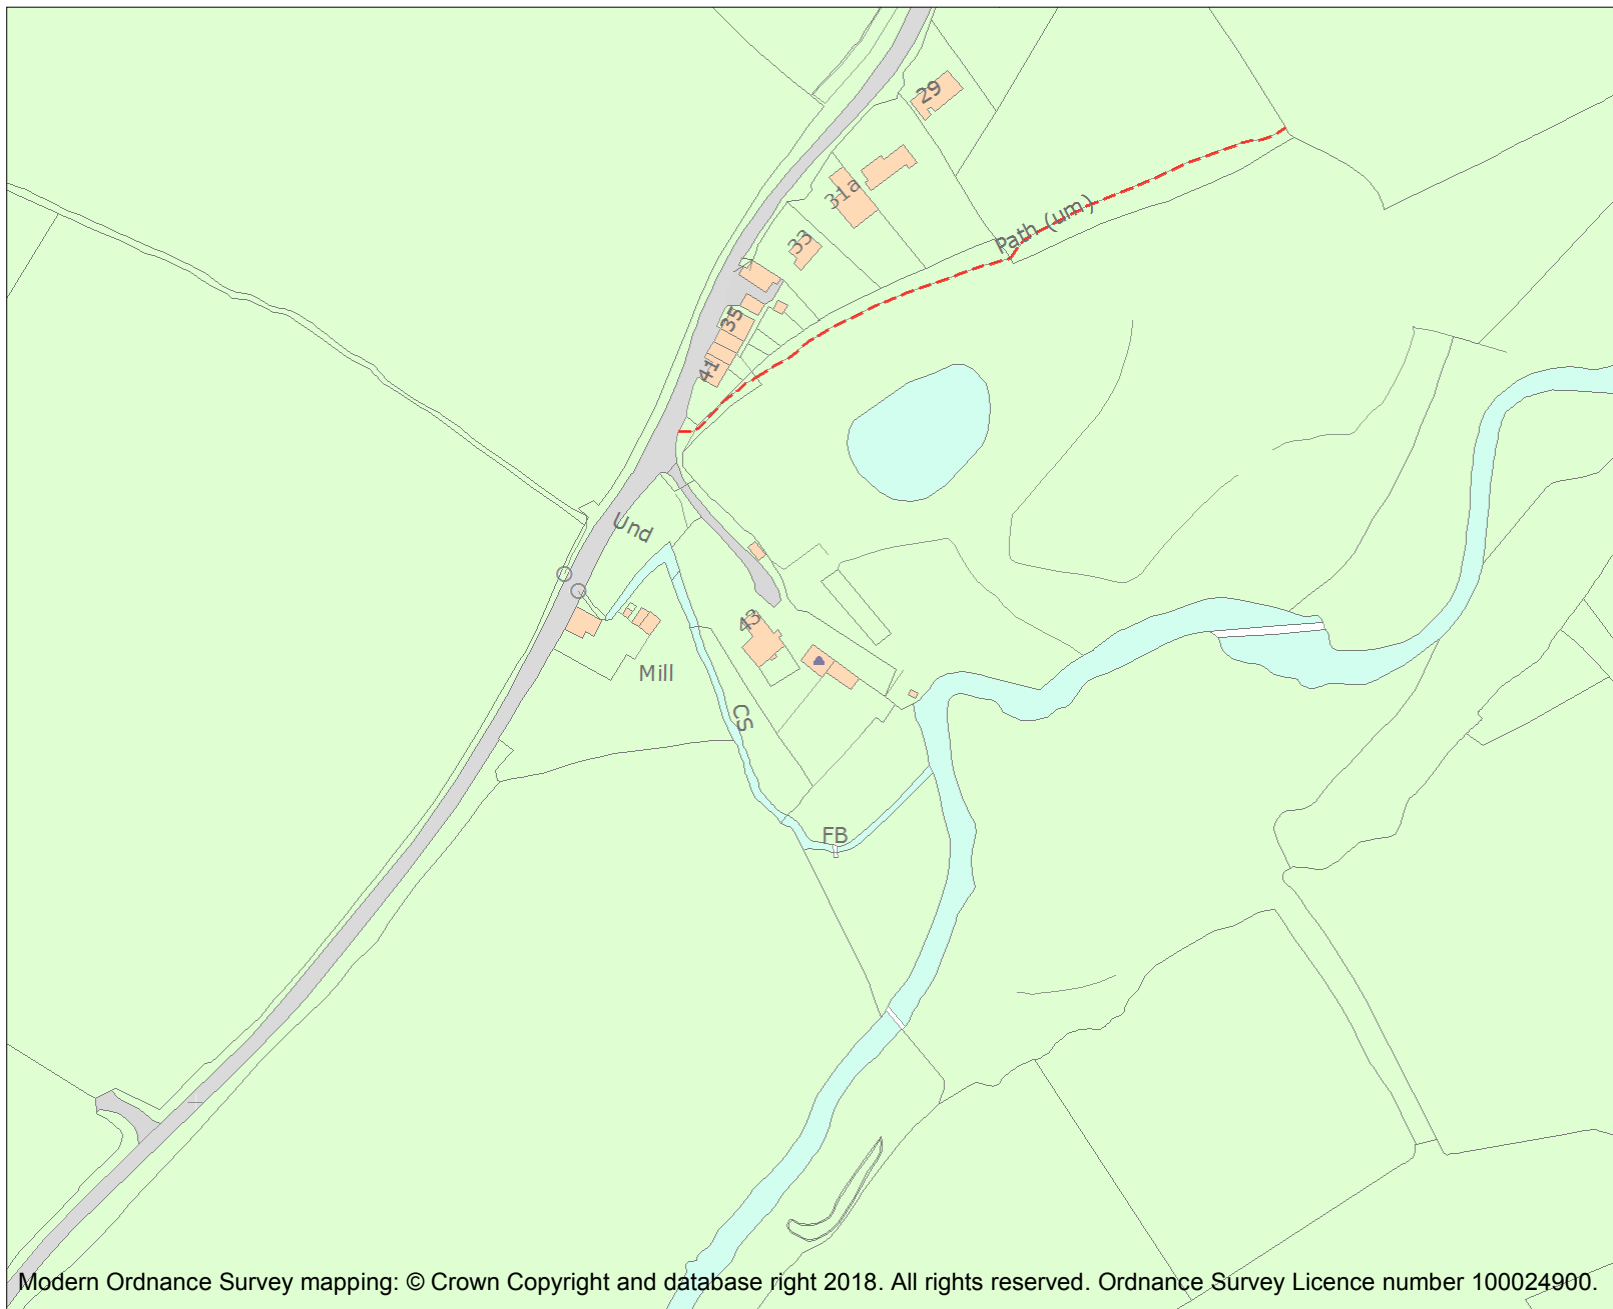 29
31a
Path (um)
33
35
41
Und
43
Mill
CS
FB
Modern Ordnance Survey mapping: © Crown Copyright and database right 2018. All rights reserved. Ordnance Survey Licence number 100024900.